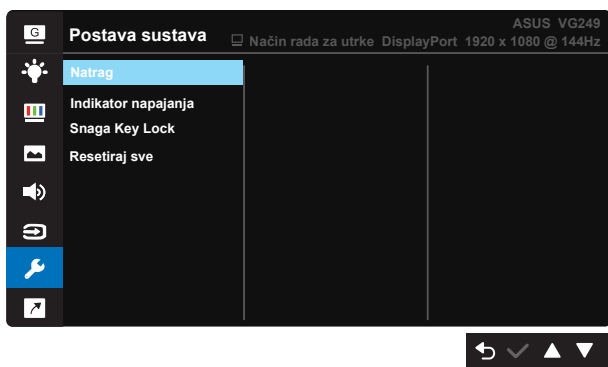 G
Postava sustava
ASUS VG249
Način rada za utrke DisplayPort 1920 x 1080 @ 144Hz
Natrag
Indikator napajanja
Snaga Key Lock
Resetiraj sve